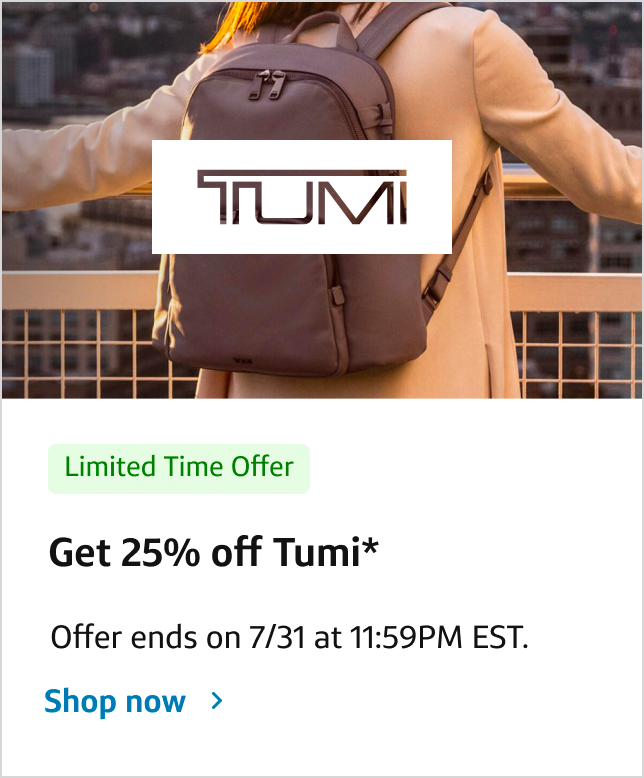 TUMI
Limited Time Offer
Get 25% off Tumi*
Offer ends on 7/31 at 11:59PM EST.
Shop now